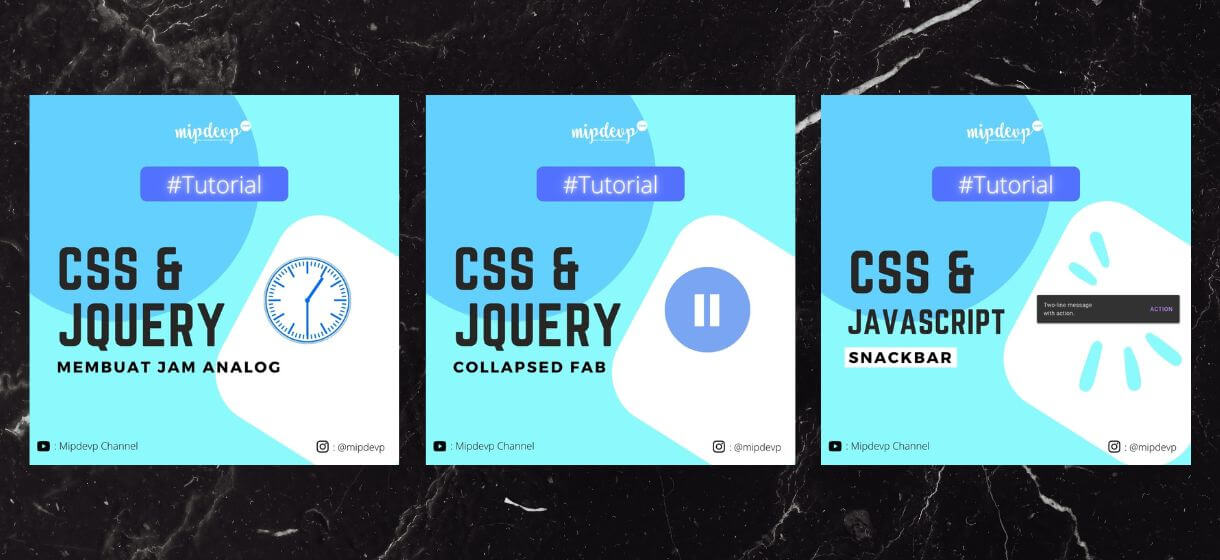 mipdevp
#Tutorial
CSS &
JQUERY
MEMBUAT JAM ANALOG
: Mipdevp Channel
: @mipdevp
mipdevp
#Tutorial
CSS &
JQUERY
COLLAPSED FAB
: Mipdevp Channel
: @mipdevp
mipdevp
#Tutorial
CSS &
JAVASCRIPT
SNACKBAR
Two-line message
with action.
ACTION
: Mipdevp Channel
: @mipdevp